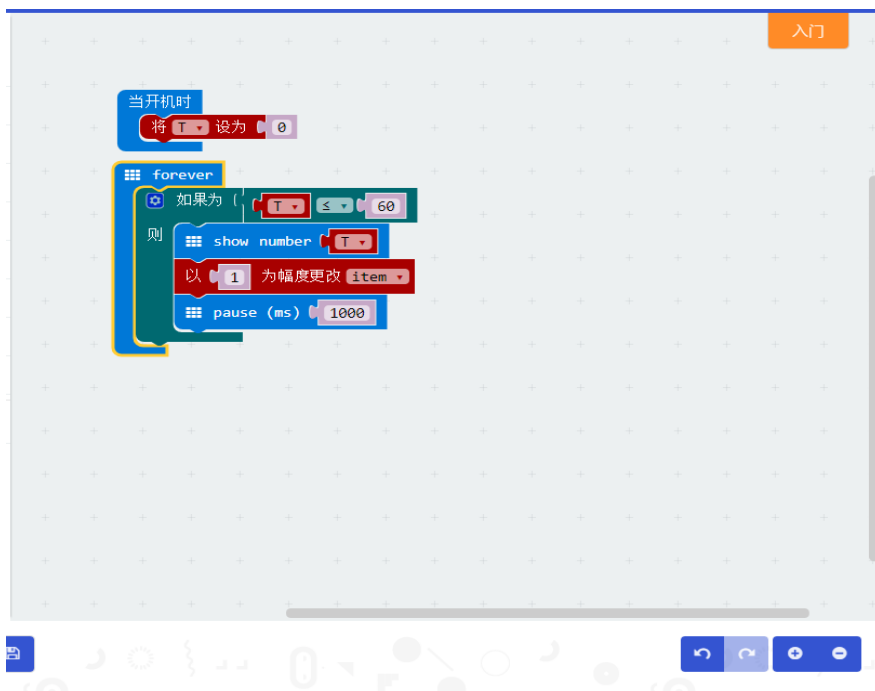 入门
当开机时
将 T 设为 0
forever
如果为 T ≤ 60
则 show number T
以 1 为幅度更改 item
pause (ms) 1000